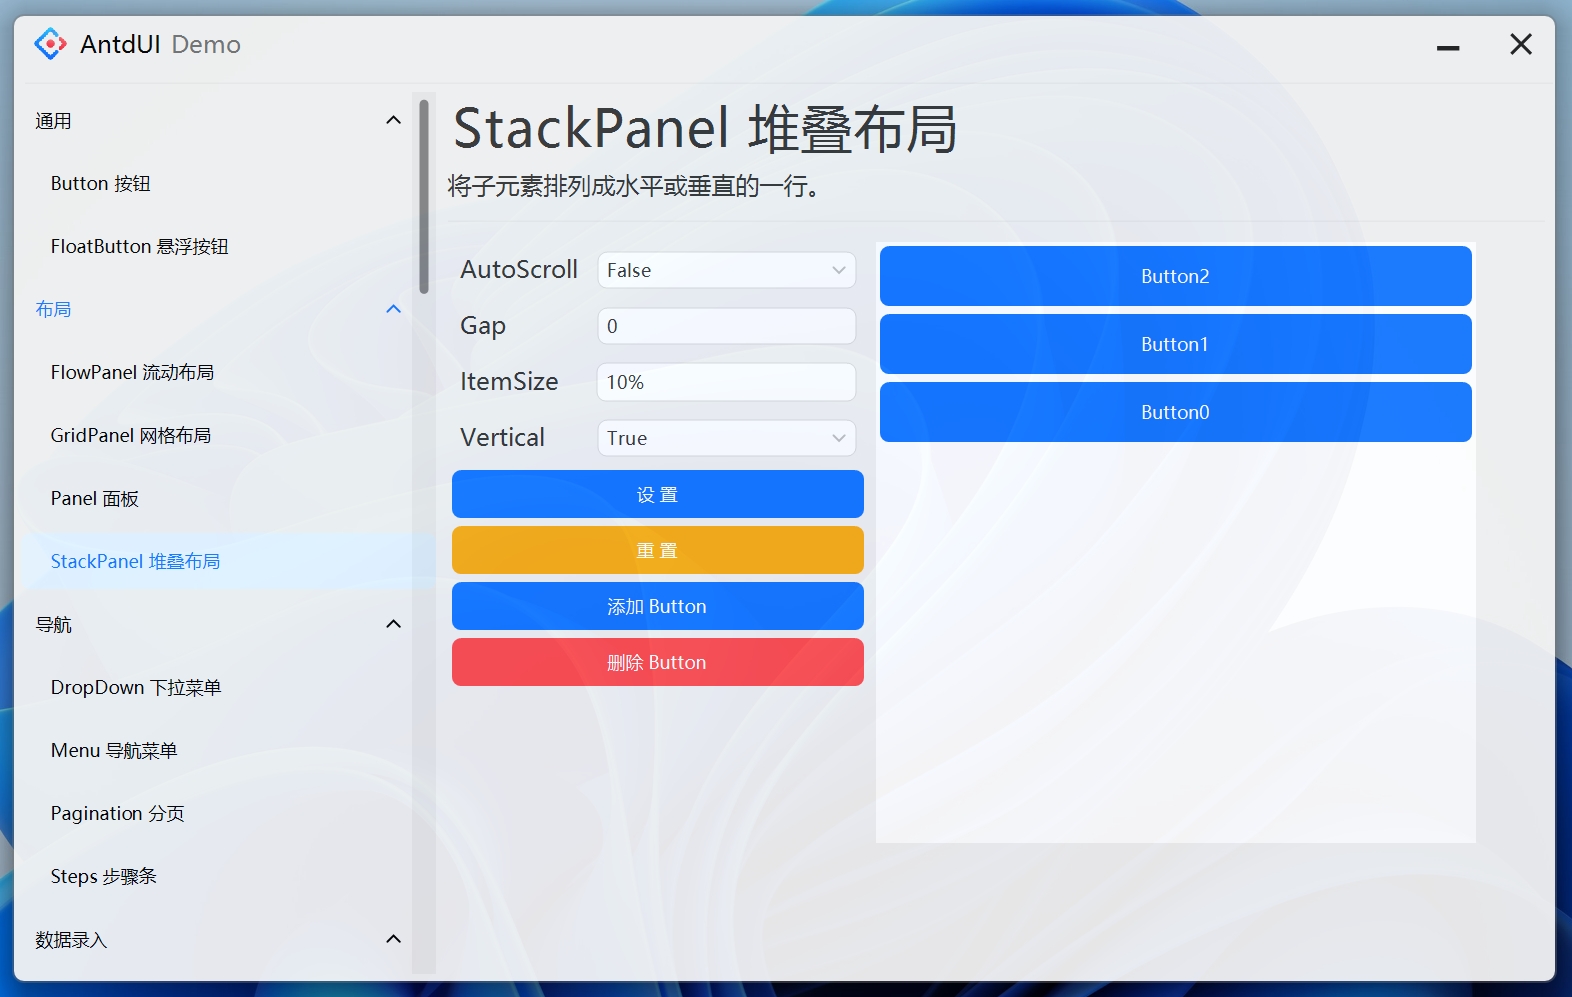 AntdUI Demo
通用
Button 按钮
FloatButton 悬浮按钮
布局
FlowPanel 流动布局
GridPanel 网格布局
Panel 面板
StackPanel 堆叠布局
导航
DropDown 下拉菜单
Menu 导航菜单
Pagination 分页
Steps 步骤条
数据录入
StackPanel 堆叠布局
将子元素排列成水平或垂直的一行。
AutoScroll False
Gap 0
ItemSize 10%
Vertical True
设 置
重 置
添加 Button
删除 Button
Button2
Button1
Button0